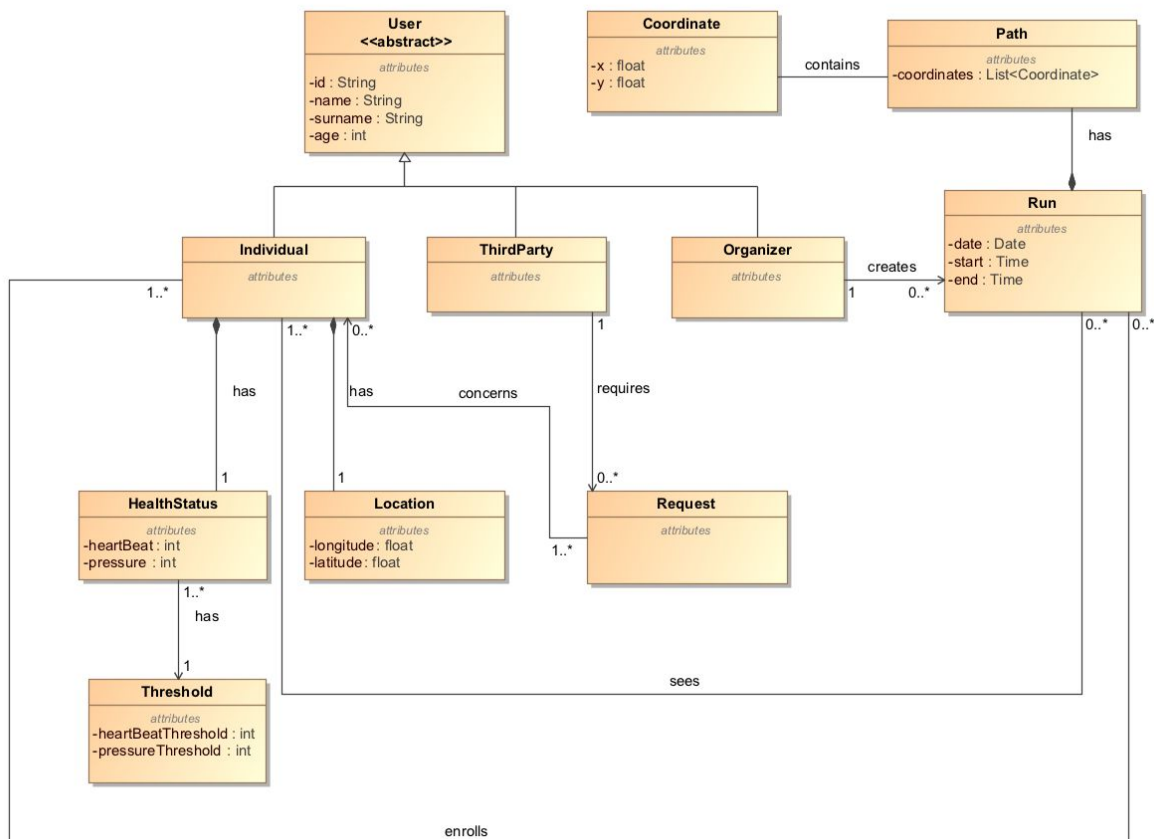 User
<<abstract>>
attributes
-id : String
-name : String
-surname : String
-age : int
Coordinate
attributes
-x : float
-y : float
contains
Path
attributes
-coordinates : List<Coordinate>
has
Individual
attributes
ThirdParty
attributes
Organizer
attributes
creates
1
0..*
Run
attributes
-date : Date
-start : Time
-end : Time
1..*
1..*
0..*
1
0..*
0..*
has
has
concerns
requires
1
1
0..*
1..*
HealthStatus
attributes
-heartBeat : int
-pressure : int
Location
attributes
-longitude : float
-latitude : float
Request
attributes
1..*
has
1
sees
Threshold
attributes
-heartBeatThreshold : int
-pressureThreshold : int
enrolls